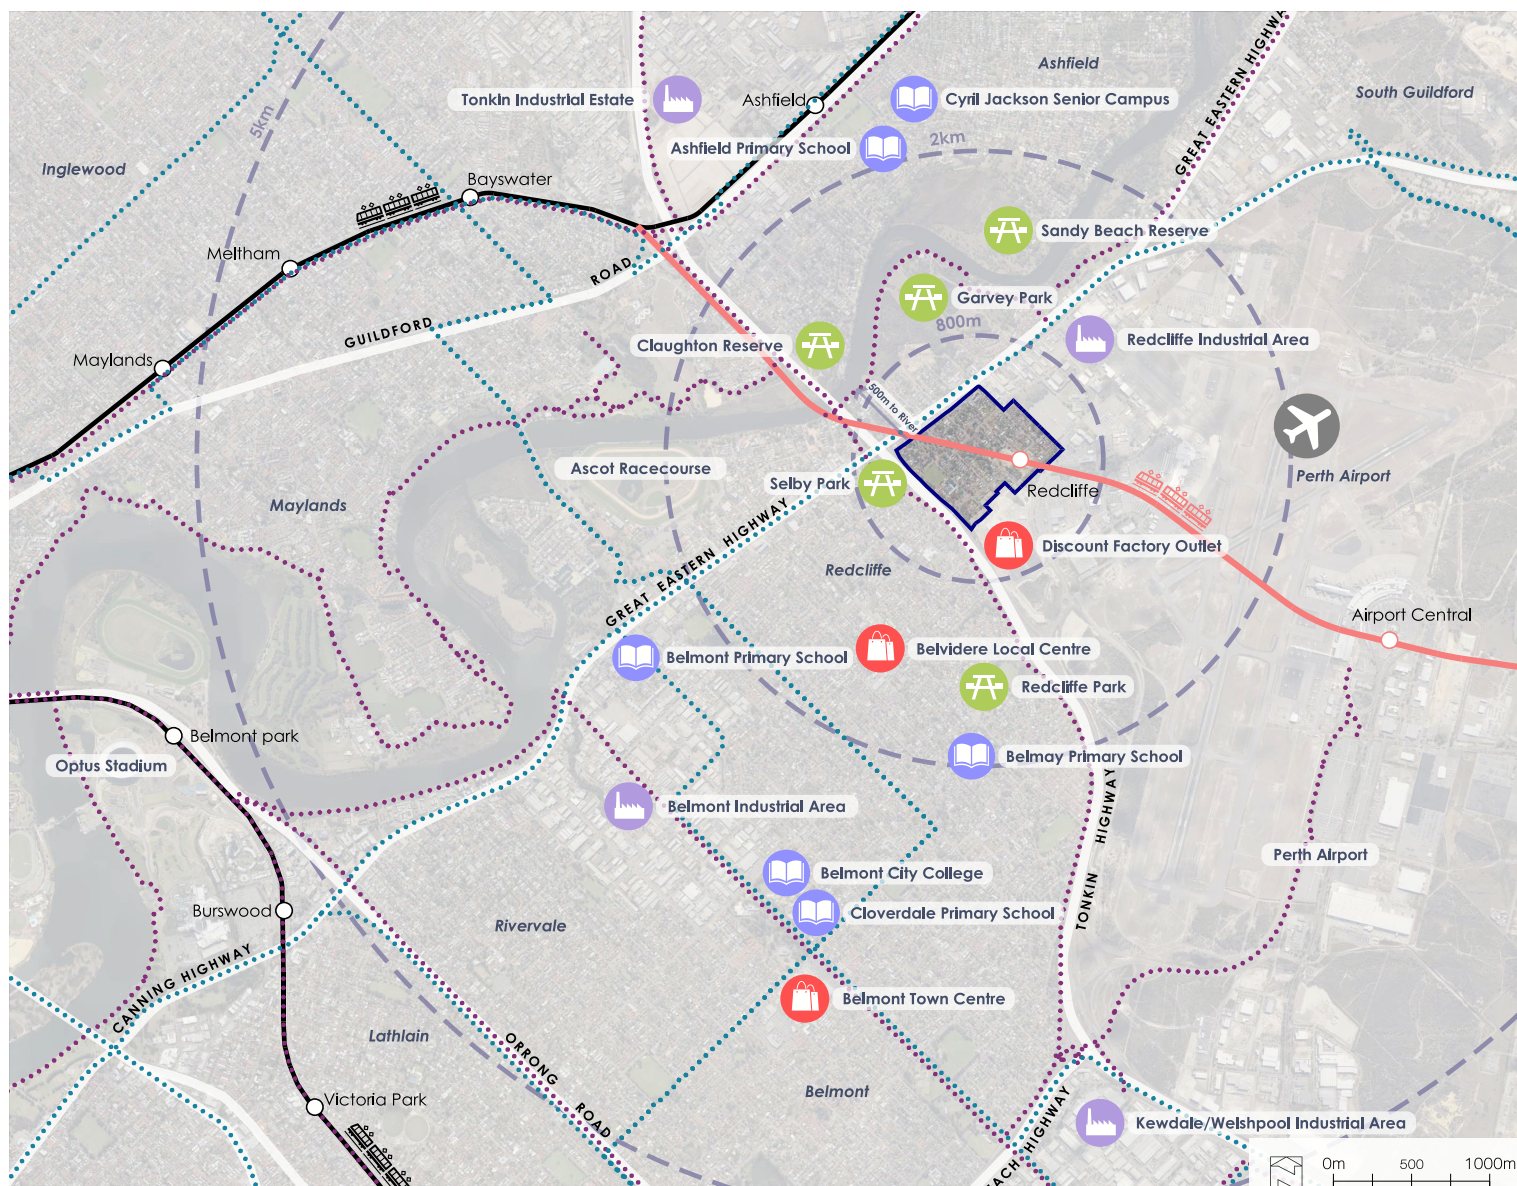 GREAT EASTERN HIGHWA
Ashfield
South Guildford
Tonkin Industrial Estate
Ashfield
Cyril Jackson Senior Campus
5km
2km
Ashfield Primary School
Inglewood
Bayswater
Sandy Beach Reserve
Meltham
ROAD
Garvey Park
800m
GUILDFORD
Claughton Reserve
Redcliffe Industrial Area
Maylands
500m to River
Ascot Racecourse
Selby Park
Perth Airport
Redcliffe
Maylands
GREAT EASTERN HIGHWAY
Discount Factory Outlet
Redcliffe
Airport Central
Belmont Primary School
Belvidere Local Centre
Redcliffe Park
Belmont park
Optus Stadium
Belmay Primary School
Belmont Industrial Area
TONKIN HIGHWAY
Perth Airport
Belmont City College
Burswood
Cloverdale Primary School
Rivervale
CANNING HIGHWAY
Belmont Town Centre
Lathlain
ORRONG ROAD
Belmont
Victoria Park
Kewdale/Welshpool Industrial Area
EACH HIGHWAY
0m 500 1000m